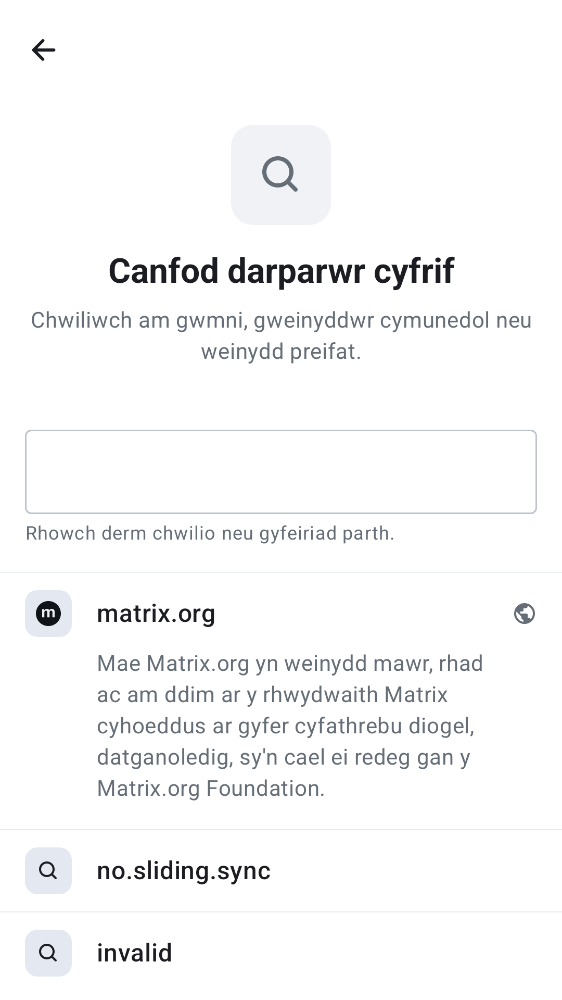 Canfod darparwr cyfrif
Chwiliwch am gwmni, gweinyddwr cymunedol neu
weinydd preifat.
Rhowch derm chwilio neu gyfeiriad parth.
m
matrix.org
Mae Matrix.org yn weinydd mawr, rhad
ac am ddim ar y rhwydwaith Matrix
cyhoeddus ar gyfer cyfathrebu diogel,
datganoledig, sy'n cael ei redeg gan y
Matrix.org Foundation.
no.sliding.sync
invalid